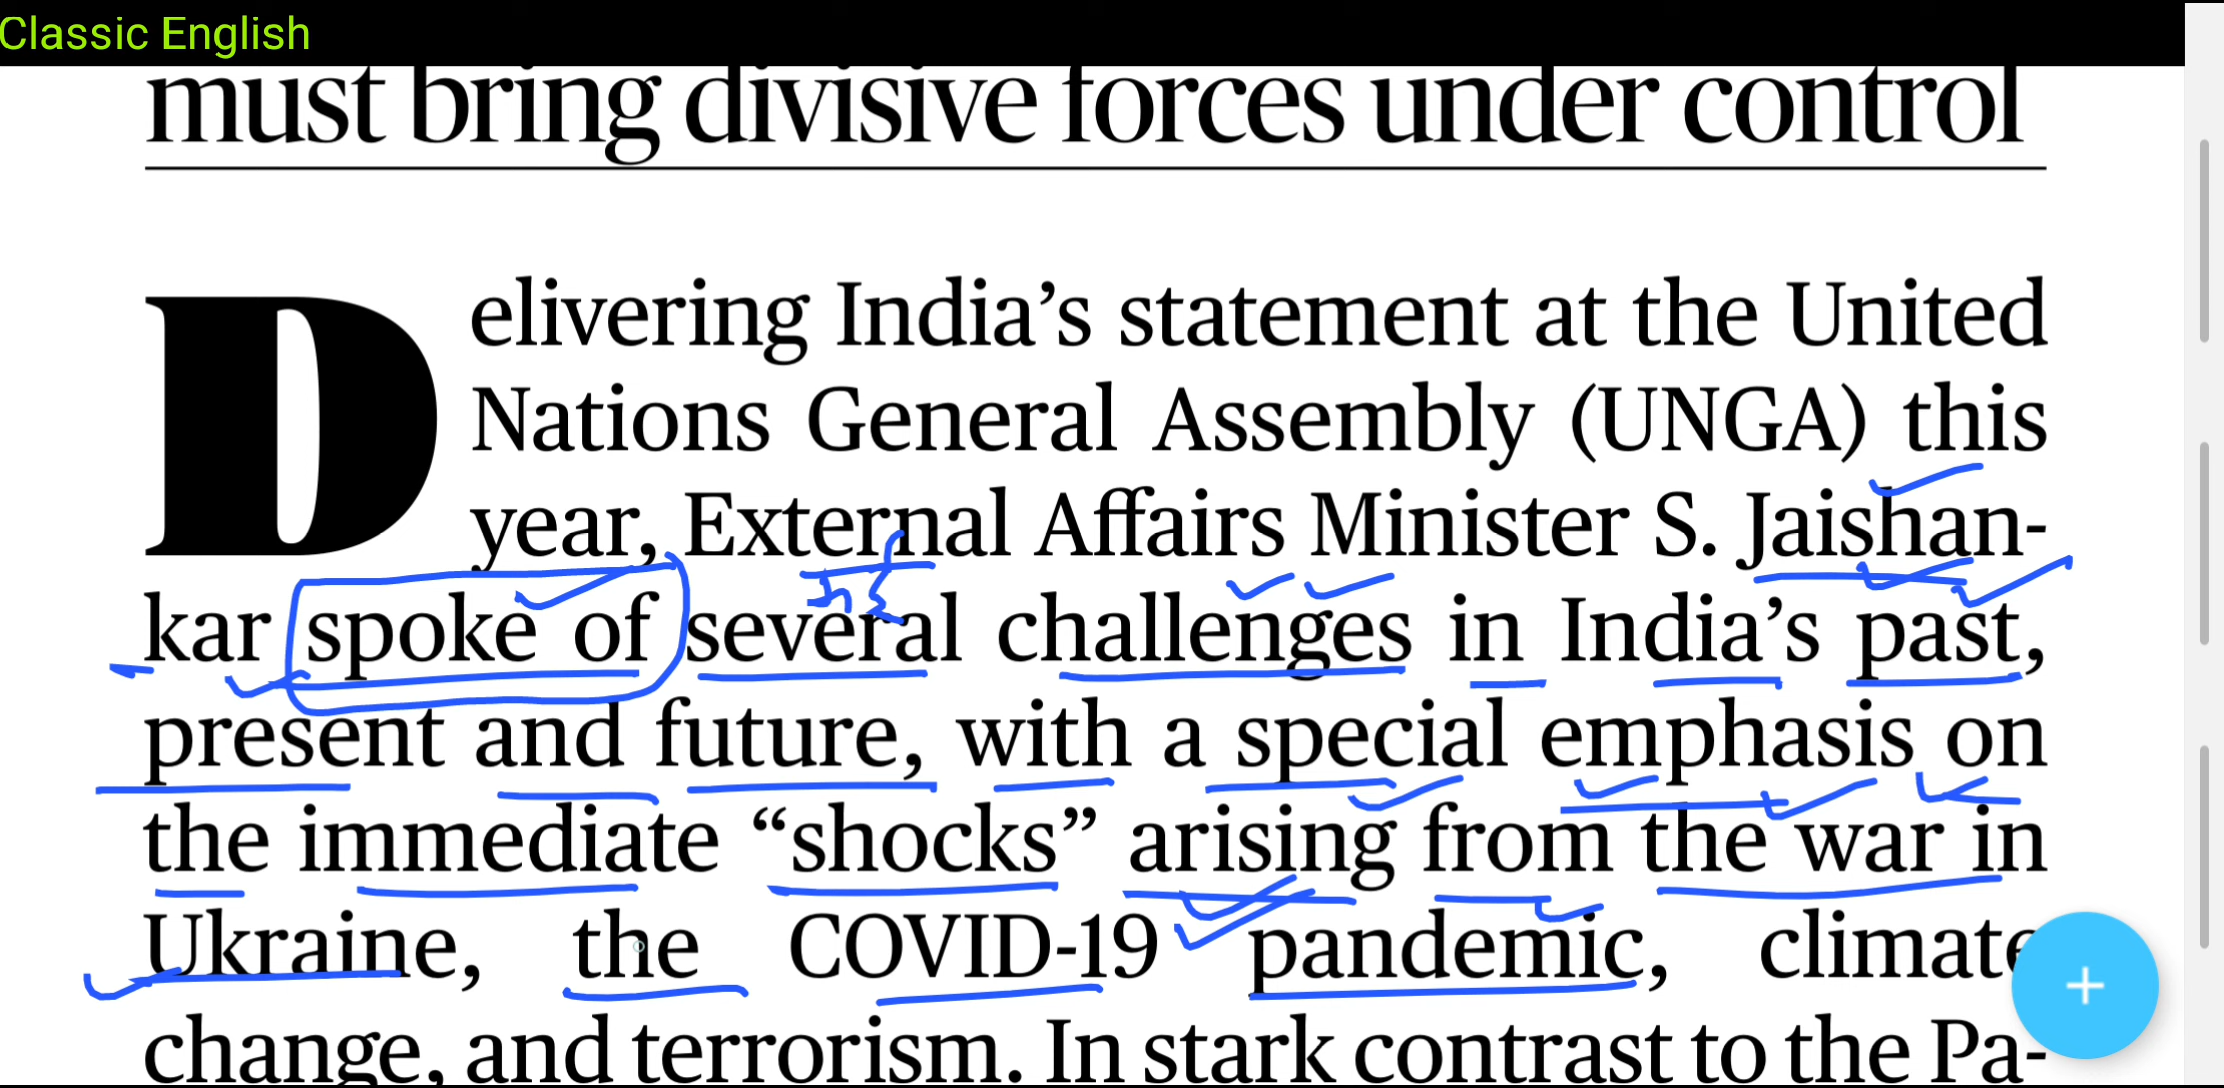 Classic English
must bring divisive forces under control
Delivering India’s statement at the United
Nations General Assembly (UNGA) this
year, External Affairs Minister S. Jaishan-
kar spoke of several challenges in India’s past,
present and future, with a special emphasis on
the immediate “shocks” arising from the war in
Ukraine, the COVID-19 pandemic, climate
change, and terrorism. In stark contrast to the Pa-